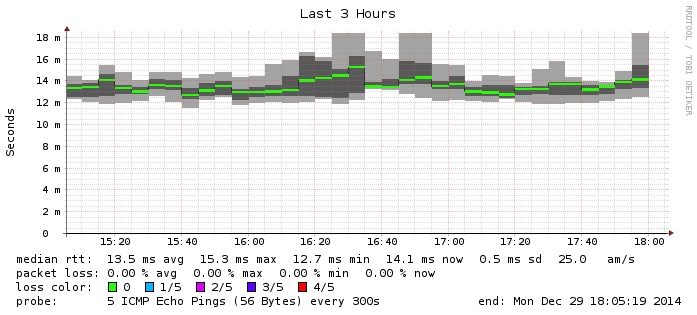 Last 3 Hours
RRDTOOL / TOBI OETIKER
Seconds
18 m
16 m
14 m
12 m
10 m
8 m
6 m
4 m
2 m
0
15:20 15:40 16:00 16:20 16:40 17:00 17:20 17:40 18:00
median rtt: 13.5 ms avg 15.3 ms max 12.7 ms min 14.1 ms now 0.5 ms sd 25.0 am/s
packet loss: 0.00 % avg 0.00 % max 0.00 % min 0.00 % now
loss color: 0 1/5 2/5 3/5 4/5
probe: 5 ICMP Echo Pings (56 Bytes) every 300s end: Mon Dec 29 18:05:19 2014